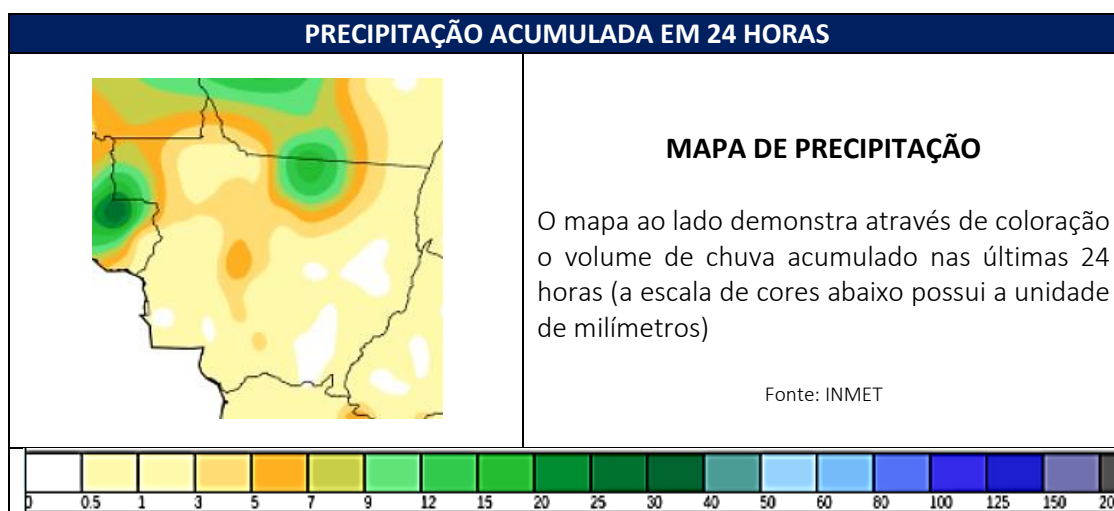 PRECIPITAÇÃO ACUMULADA EM 24 HORAS
MAPA DE PRECIPITAÇÃO
O mapa ao lado demonstra através de coloração
o volume de chuva acumulado nas últimas 24
horas (a escala de cores abaixo possui a unidade
de milímetros)
Fonte: INMET
0 0.5 1 3 5 7 9 12 15 20 25 30 40 50 60 80 100 125 150